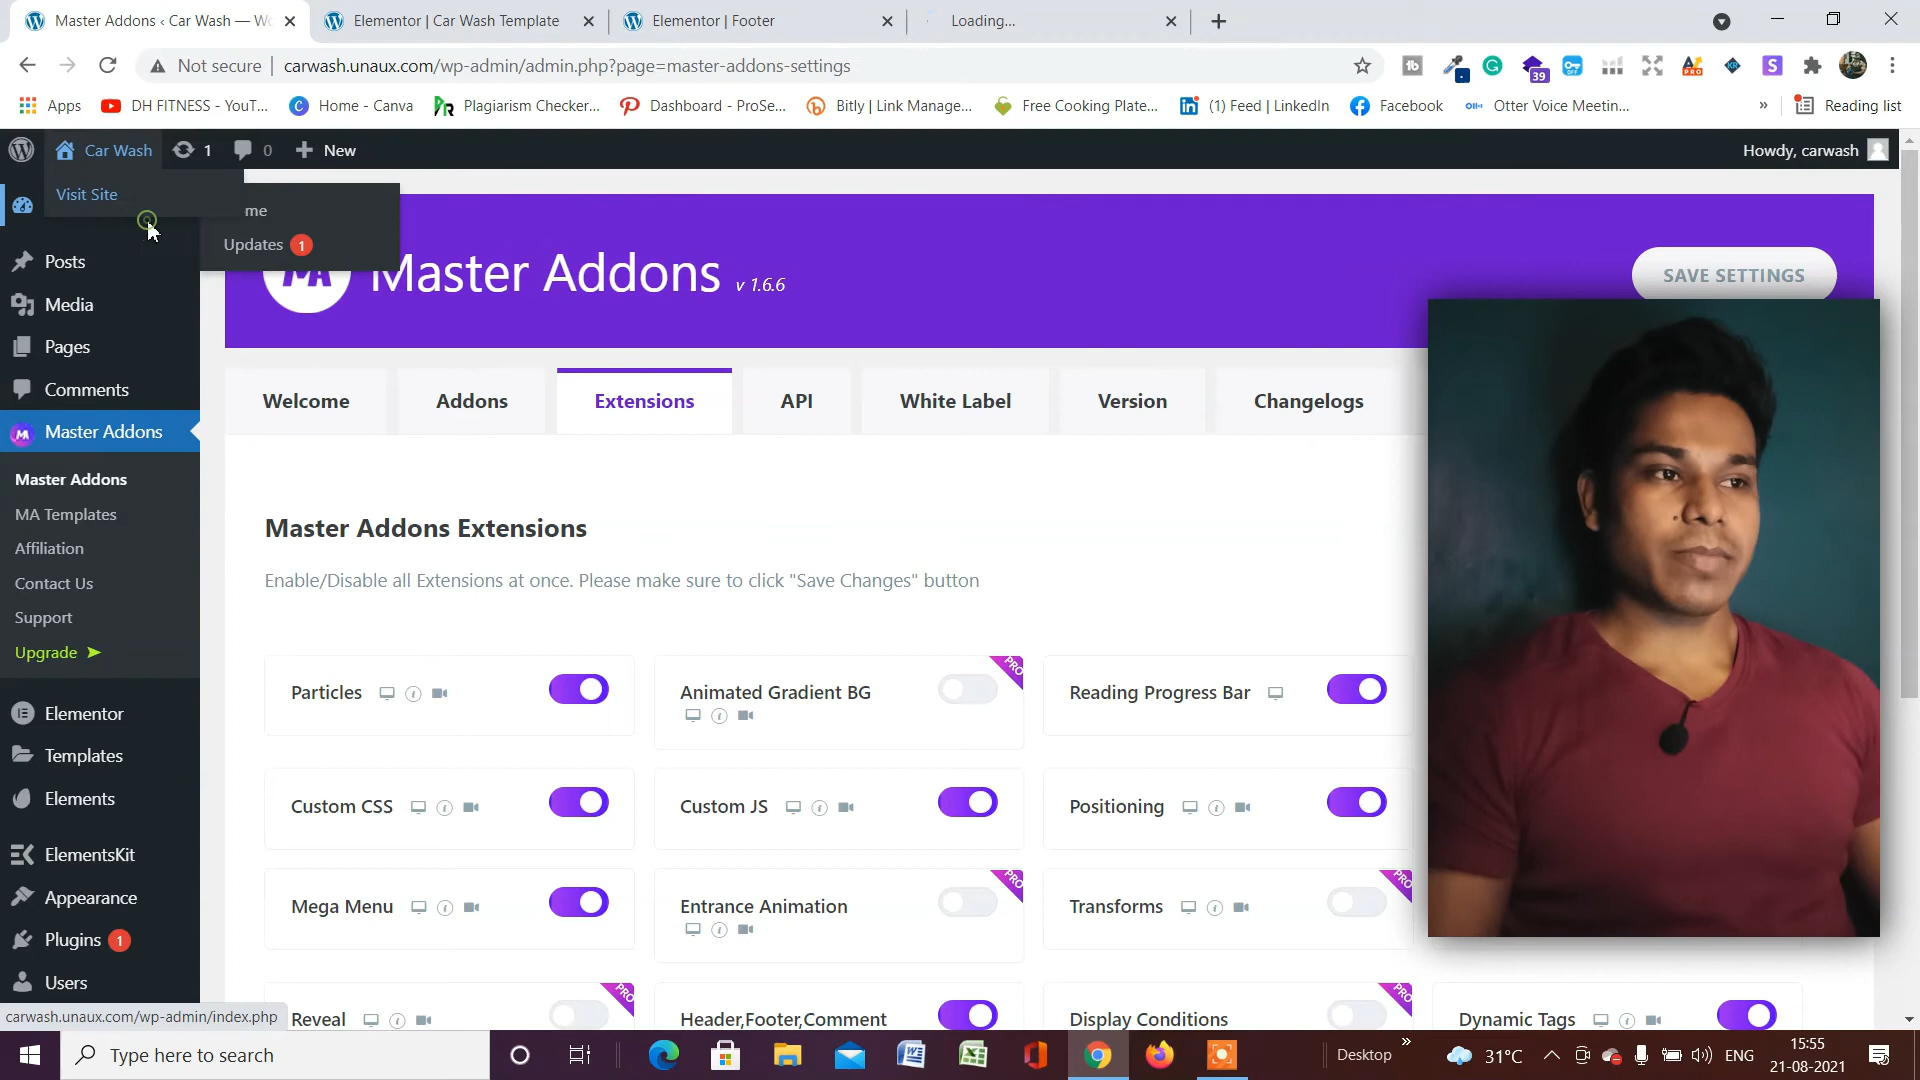 Master Addons ‹ Car Wash — Wo
Elementor | Car Wash Template
Elementor | Footer
Loading...
Not secure
carwash.unaux.com/wp-admin/admin.php?page=master-addons-settings
39
Apps
DH FITNESS - YouT...
Home - Canva
Plagiarism Checker...
Dashboard - ProSe...
Bitly | Link Manage...
Free Cooking Plate...
(1) Feed | LinkedIn
Facebook
Otter Voice Meetin...
»
Reading list
Car Wash
1
0
New
Howdy, carwash
Visit Site
me
Updates 1
Posts
Media
Pages
Comments
Master Addons
Master Addons
MA Templates
Affiliation
Contact Us
Support
Upgrade ➤
Elementor
Templates
Elements
ElementsKit
Appearance
Plugins 1
Users
Master Addons v 1.6.6
SAVE SETTINGS
Welcome
Addons
Extensions
API
White Label
Version
Changelogs
Master Addons Extensions
Enable/Disable all Extensions at once. Please make sure to click "Save Changes" button
Particles
Animated Gradient BG
PRO
Reading Progress Bar
Custom CSS
Custom JS
Positioning
Mega Menu
Entrance Animation
PRO
Transforms
PRO
Reveal
PRO
Header,Footer,Comment
Display Conditions
PRO
Dynamic Tags
carwash.unaux.com/wp-admin/index.php
Type here to search
Desktop
»
31°C
ENG
15:55
21-08-2021